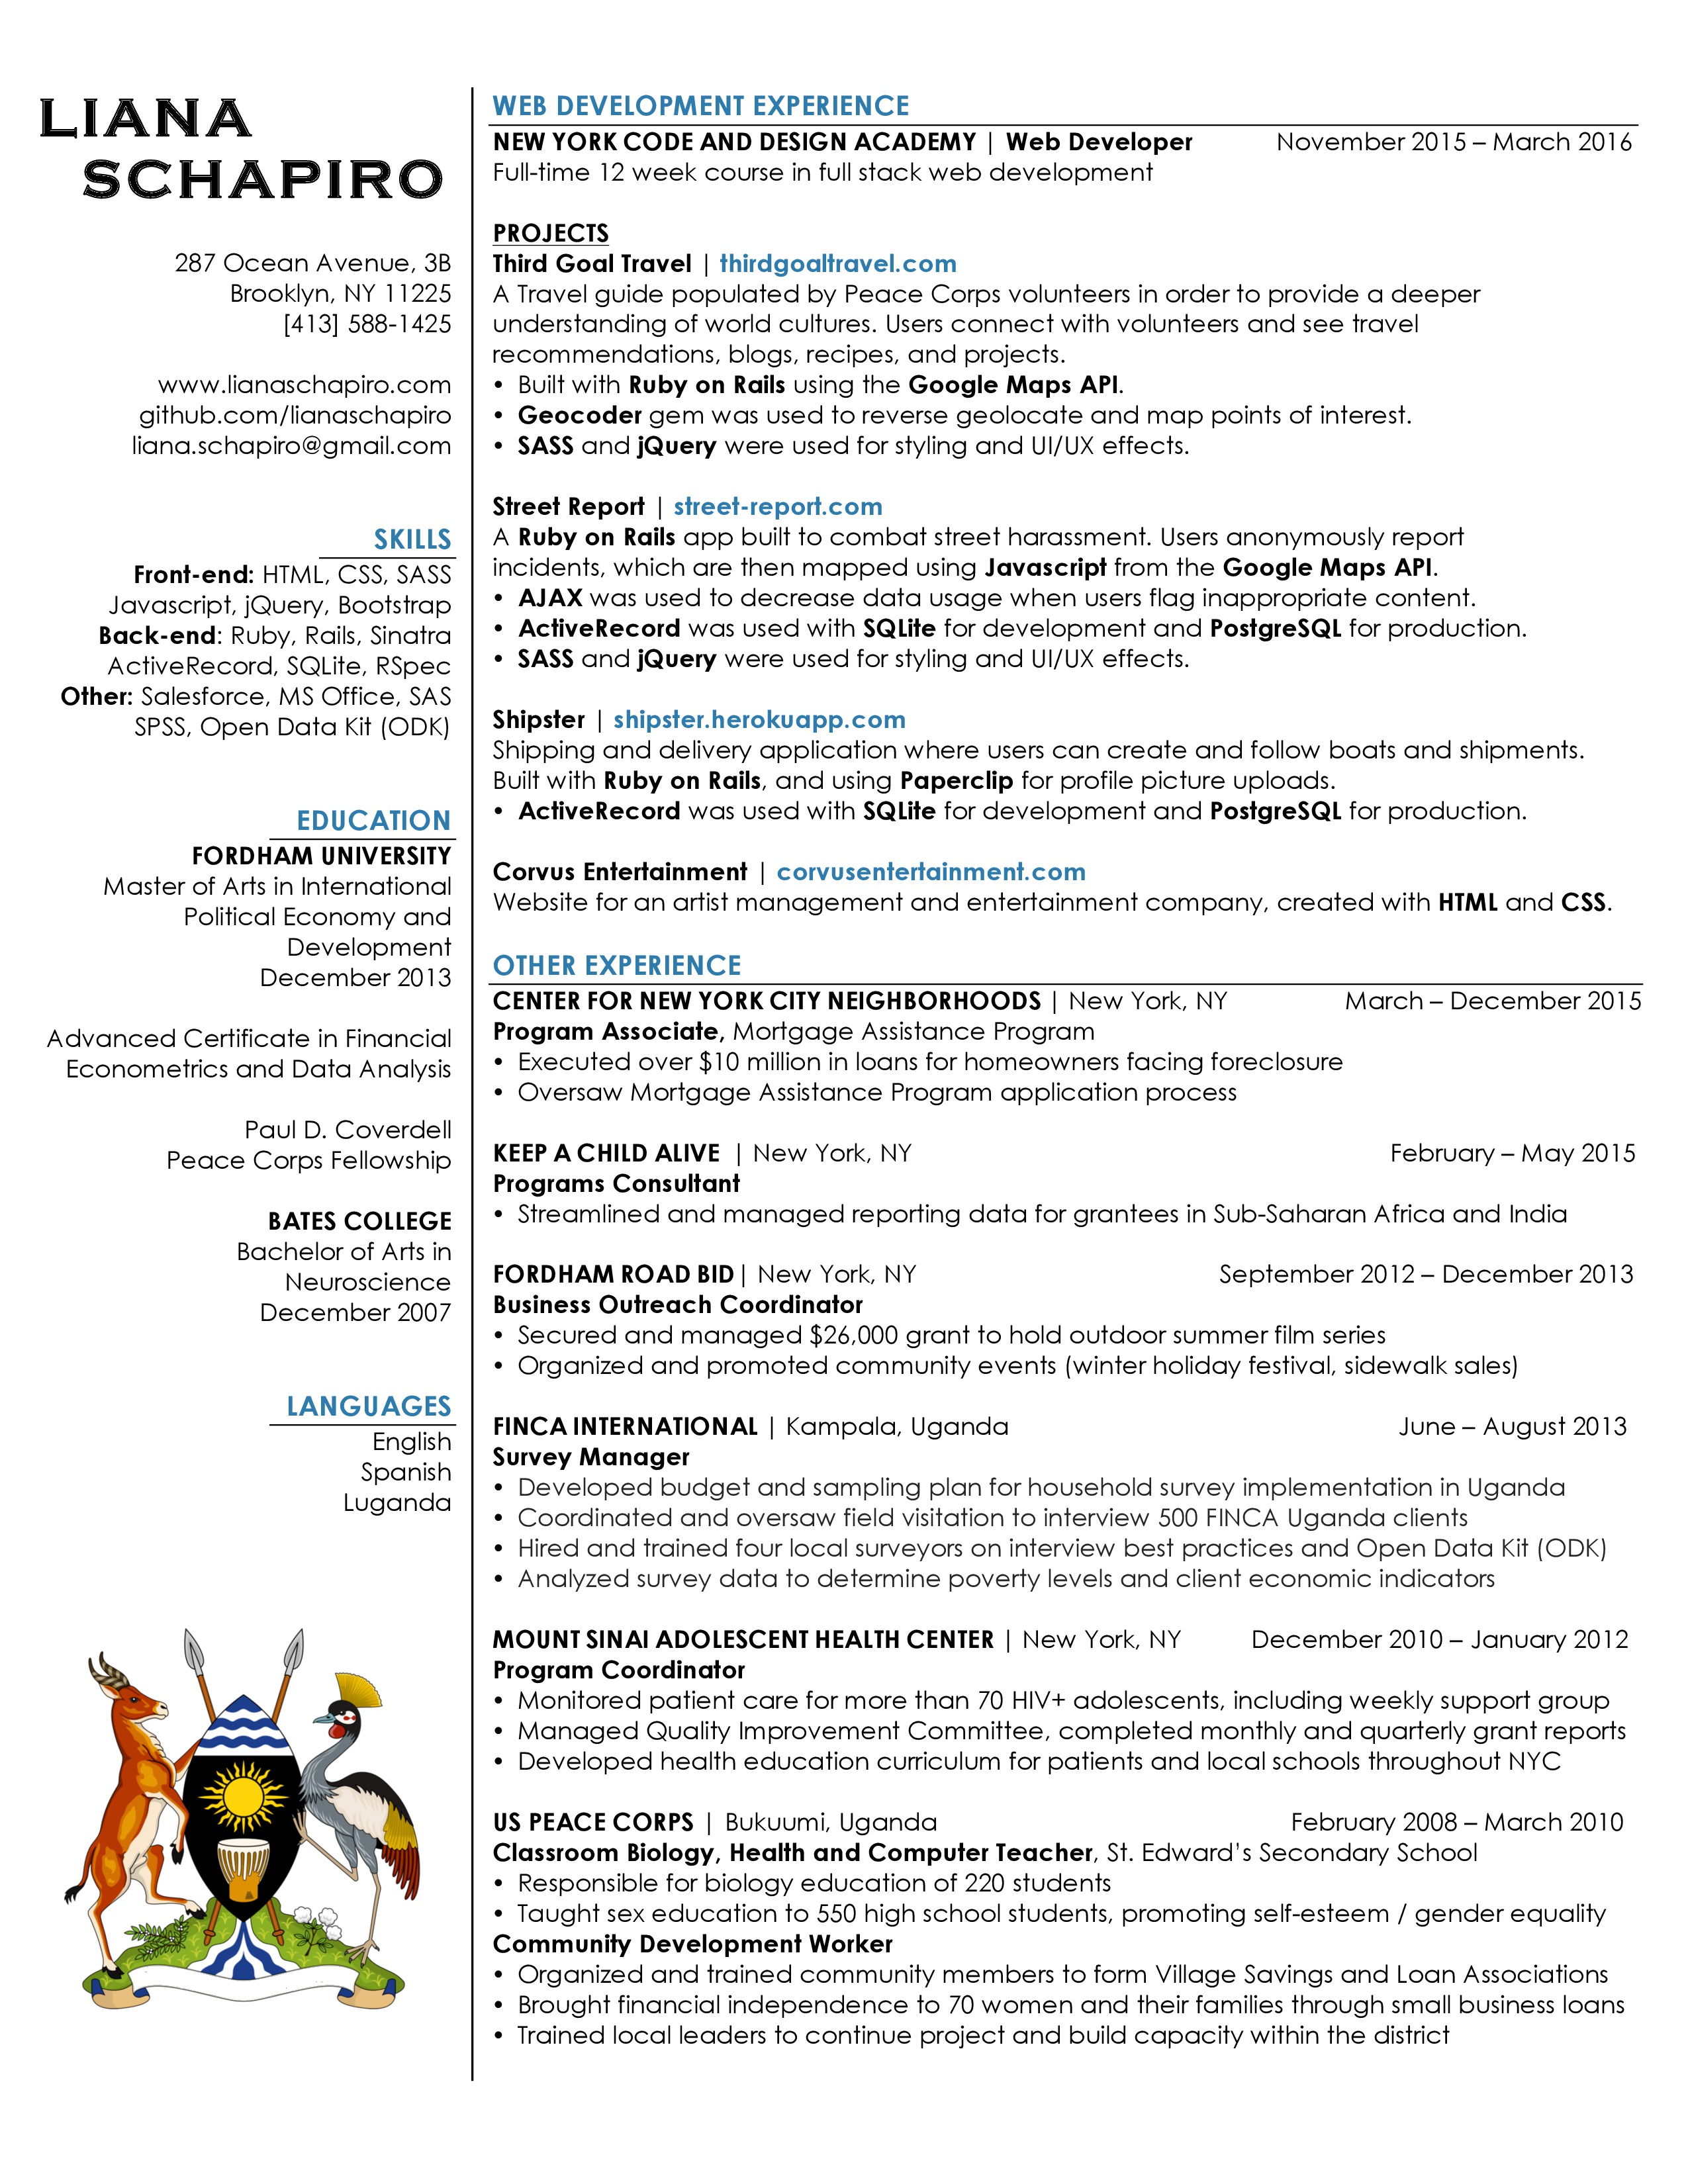 LIANA
SCHAPIRO
287 Ocean Avenue, 3B
Brooklyn, NY 11225
[413] 588-1425
www.lianaschapiro.com
github.com/lianaschapiro
liana.schapiro@gmail.com
SKILLS
Front-end: HTML, CSS, SASS
Javascript, jQuery, Bootstrap
Back-end: Ruby, Rails, Sinatra
ActiveRecord, SQLite, RSpec
Other: Salesforce, MS Office, SAS
SPSS, Open Data Kit (ODK)
EDUCATION
FORDHAM UNIVERSITY
Master of Arts in International
Political Economy and
Development
December 2013
Advanced Certificate in Financial
Econometrics and Data Analysis
Paul D. Coverdell
Peace Corps Fellowship
BATES COLLEGE
Bachelor of Arts in
Neuroscience
December 2007
LANGUAGES
English
Spanish
Luganda
WEB DEVELOPMENT EXPERIENCE
NEW YORK CODE AND DESIGN ACADEMY | Web Developer November 2015 – March 2016
Full-time 12 week course in full stack web development
PROJECTS
Third Goal Travel | thirdgoaltravel.com
A Travel guide populated by Peace Corps volunteers in order to provide a deeper
understanding of world cultures. Users connect with volunteers and see travel
recommendations, blogs, recipes, and projects.
• Built with Ruby on Rails using the Google Maps API.
• Geocoder gem was used to reverse geolocate and map points of interest.
• SASS and jQuery were used for styling and UI/UX effects.
Street Report | street-report.com
A Ruby on Rails app built to combat street harassment. Users anonymously report
incidents, which are then mapped using Javascript from the Google Maps API.
• AJAX was used to decrease data usage when users flag inappropriate content.
• ActiveRecord was used with SQLite for development and PostgreSQL for production.
• SASS and jQuery were used for styling and UI/UX effects.
Shipster | shipster.herokuapp.com
Shipping and delivery application where users can create and follow boats and shipments.
Built with Ruby on Rails, and using Paperclip for profile picture uploads.
• ActiveRecord was used with SQLite for development and PostgreSQL for production.
Corvus Entertainment | corvusentertainment.com
Website for an artist management and entertainment company, created with HTML and CSS.
OTHER EXPERIENCE
CENTER FOR NEW YORK CITY NEIGHBORHOODS | New York, NY March – December 2015
Program Associate, Mortgage Assistance Program
• Executed over $10 million in loans for homeowners facing foreclosure
• Oversaw Mortgage Assistance Program application process
KEEP A CHILD ALIVE | New York, NY February – May 2015
Programs Consultant
• Streamlined and managed reporting data for grantees in Sub-Saharan Africa and India
FORDHAM ROAD BID| New York, NY September 2012 – December 2013
Business Outreach Coordinator
• Secured and managed $26,000 grant to hold outdoor summer film series
• Organized and promoted community events (winter holiday festival, sidewalk sales)
FINCA INTERNATIONAL | Kampala, Uganda June – August 2013
Survey Manager
• Developed budget and sampling plan for household survey implementation in Uganda
• Coordinated and oversaw field visitation to interview 500 FINCA Uganda clients
• Hired and trained four local surveyors on interview best practices and Open Data Kit (ODK)
• Analyzed survey data to determine poverty levels and client economic indicators
MOUNT SINAI ADOLESCENT HEALTH CENTER | New York, NY December 2010 – January 2012
Program Coordinator
• Monitored patient care for more than 70 HIV+ adolescents, including weekly support group
• Managed Quality Improvement Committee, completed monthly and quarterly grant reports
• Developed health education curriculum for patients and local schools throughout NYC
US PEACE CORPS | Bukuumi, Uganda February 2008 – March 2010
Classroom Biology, Health and Computer Teacher, St. Edward's Secondary School
• Responsible for biology education of 220 students
• Taught sex education to 550 high school students, promoting self-esteem / gender equality
Community Development Worker
• Organized and trained community members to form Village Savings and Loan Associations
• Brought financial independence to 70 women and their families through small business loans
• Trained local leaders to continue project and build capacity within the district